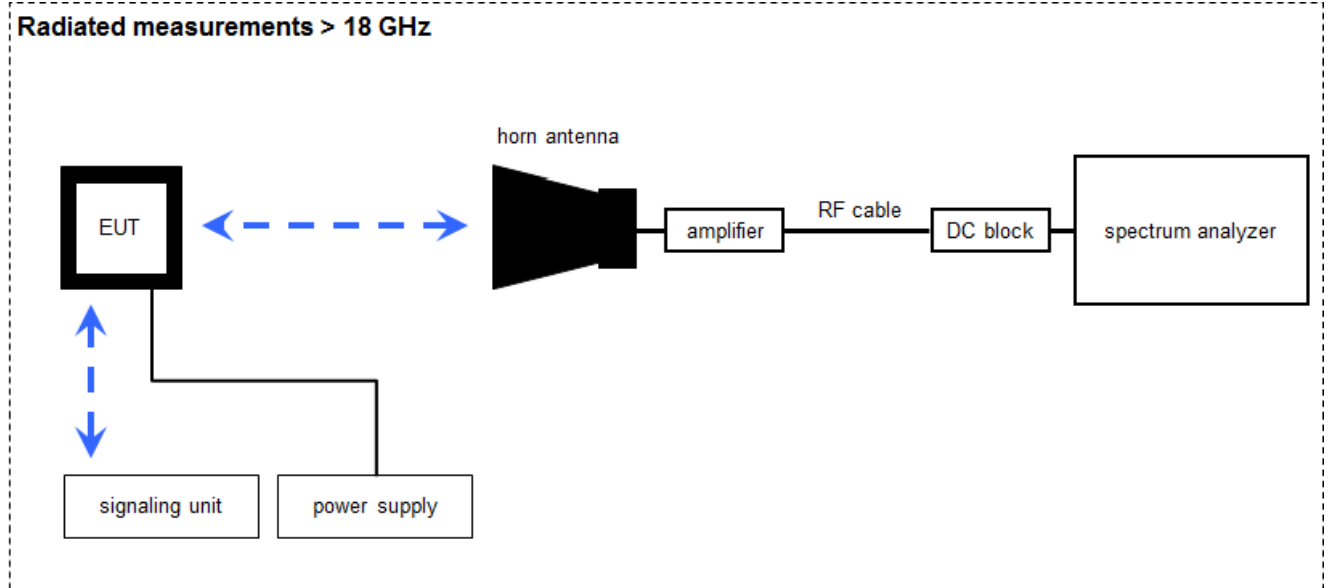 Radiated measurements > 18 GHz
horn antenna
EUT
amplifier
RF cable
DC block
spectrum analyzer
signaling unit
power supply